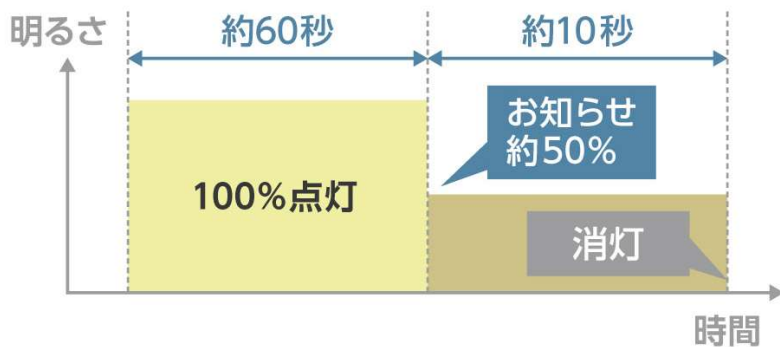 明るさ
約60秒
約10秒
お知らせ
約50%
100%点灯
消灯
時間